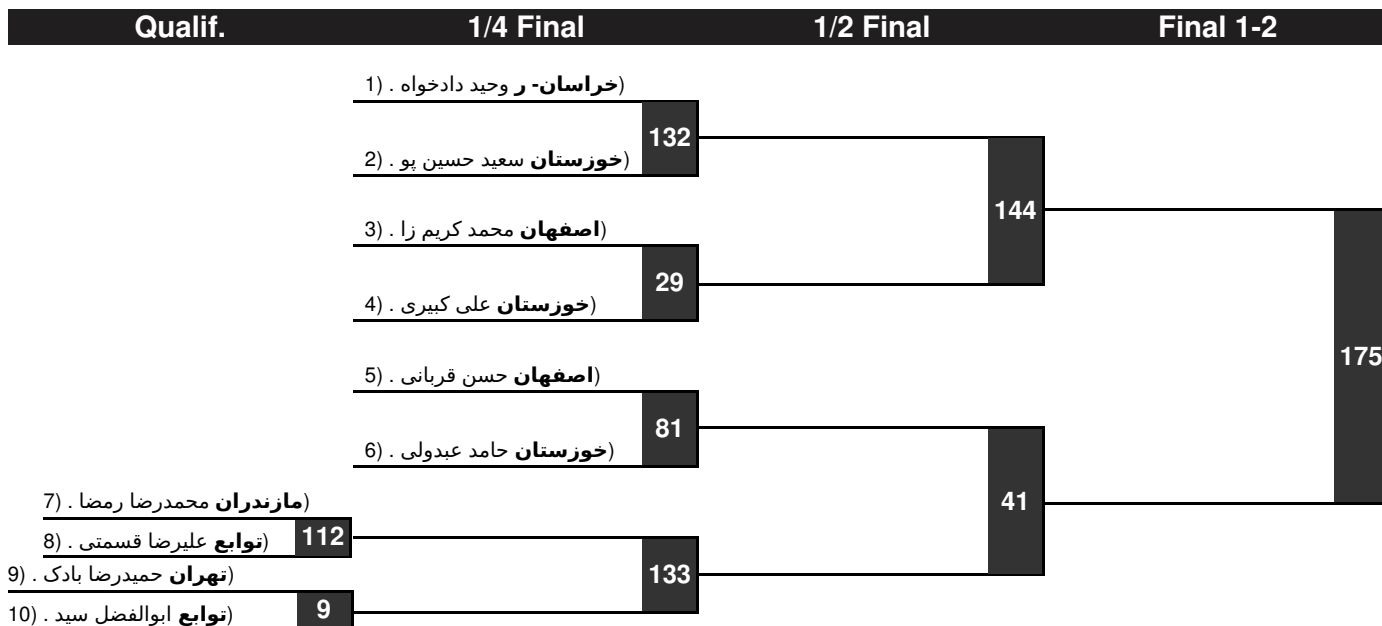 Qualif. 1/4 Final 1/2 Final Final 1-2
1) . وحید دادخواه خراسان- ر)
132
2) . سعید حسین پو خوزستان)
144
3) . محمد کریم زا اصفهان)
29
4) . علی کبیری خوزستان)
175
5) . حسن قربانی اصفهان)
81
6) . حامد عبدولی خوزستان)
41
7) . محمدرضا رمضا مازندران)
112
8) . علیرضا قسمتی توابع)
133
9) . حمیدرضا بادک تهران)
9
10) . ابوالفضل سید توابع)